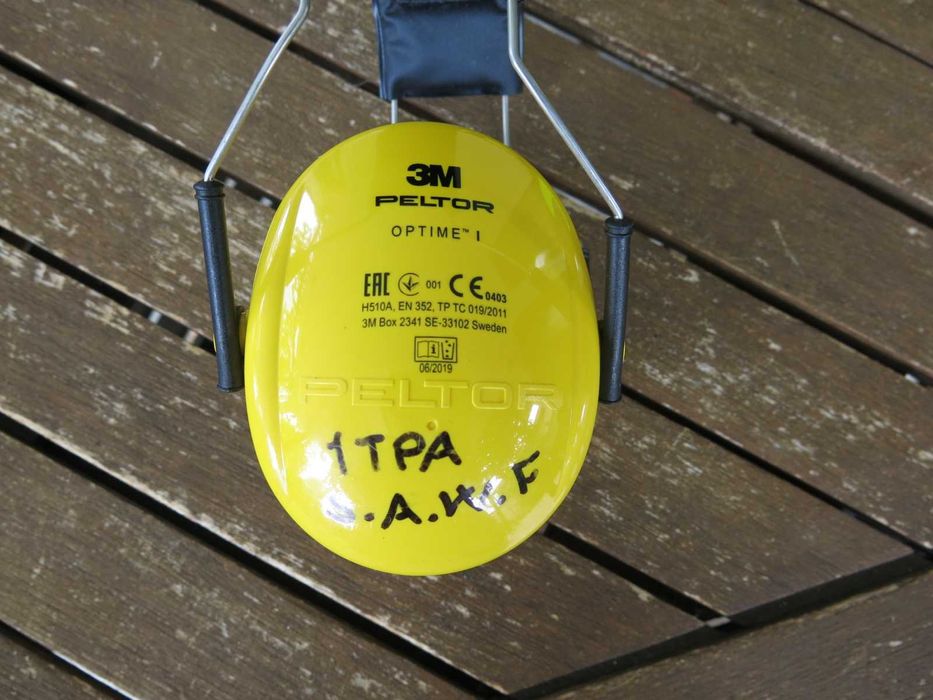 3M
PELTOR
OPTIME™ I
EAC 001 CE 0403
H510A, EN 352, TP TC 019/2011
3M Box 2341 SE-33102 Sweden
06/2019
PELTOR
1TPA